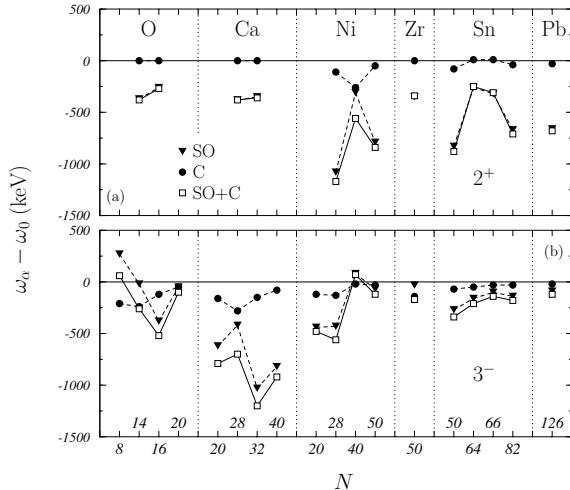 O Ca Ni Zr Sn Pb
500
0
-500
-1000
-1500
SO
C
SO+C
(a)
2+
ωα − ω0 (keV)
500
0
-500
-1000
-1500
(b)
3−
14 20 28 40 28 50 50 66 126
8 16 20 32 20 40 50 64 82
N